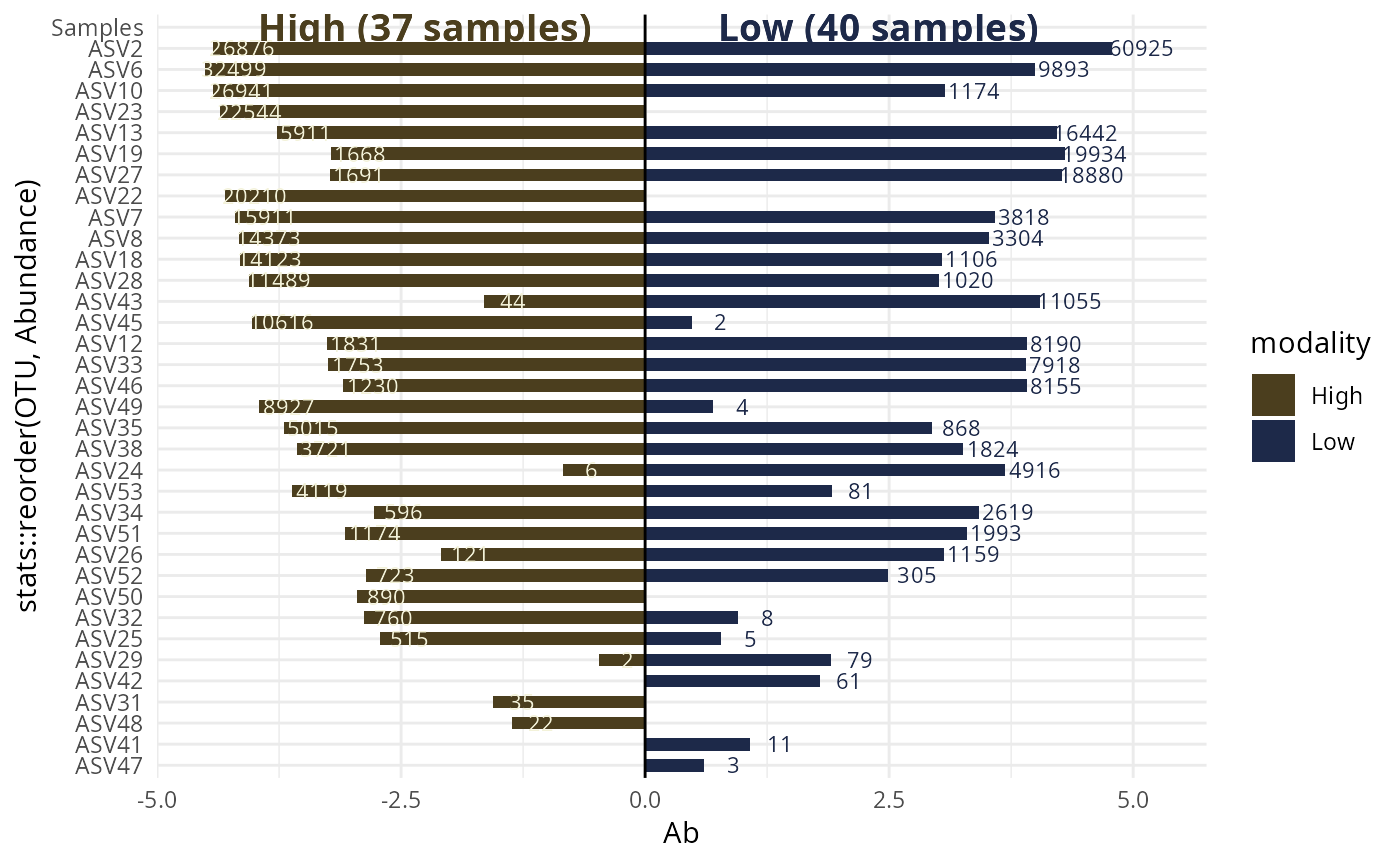 High (37 samples) Low (40 samples)
Samples
ASV2 26876 60925
ASV6 32499 9893
ASV10 26941 1174
ASV23 22544
ASV13 5911 16442
ASV19 1668 19934
ASV27 1691 18880
ASV22 20210
ASV7 15911 3818
ASV8 14373 3304
ASV18 14123 1106
ASV28 11489 1020
ASV43 44 11055
ASV45 10616 2
ASV12 1831 8190
ASV33 1753 7918
ASV46 1230 8155
ASV49 8927 4
ASV35 5015 868
ASV38 3721 1824
ASV24 6 4916
ASV53 4119 81
ASV34 596 2619
ASV51 1174 1993
ASV26 121 1159
ASV52 723 305
ASV50 890
ASV32 760 8
ASV25 515 5
ASV29 2 79
ASV42 61
ASV31 35
ASV48 22
ASV41 11
ASV47 3
-5.0 -2.5 0.0 2.5 5.0
Ab
stats::reorder(OTU, Abundance)
modality
High
Low